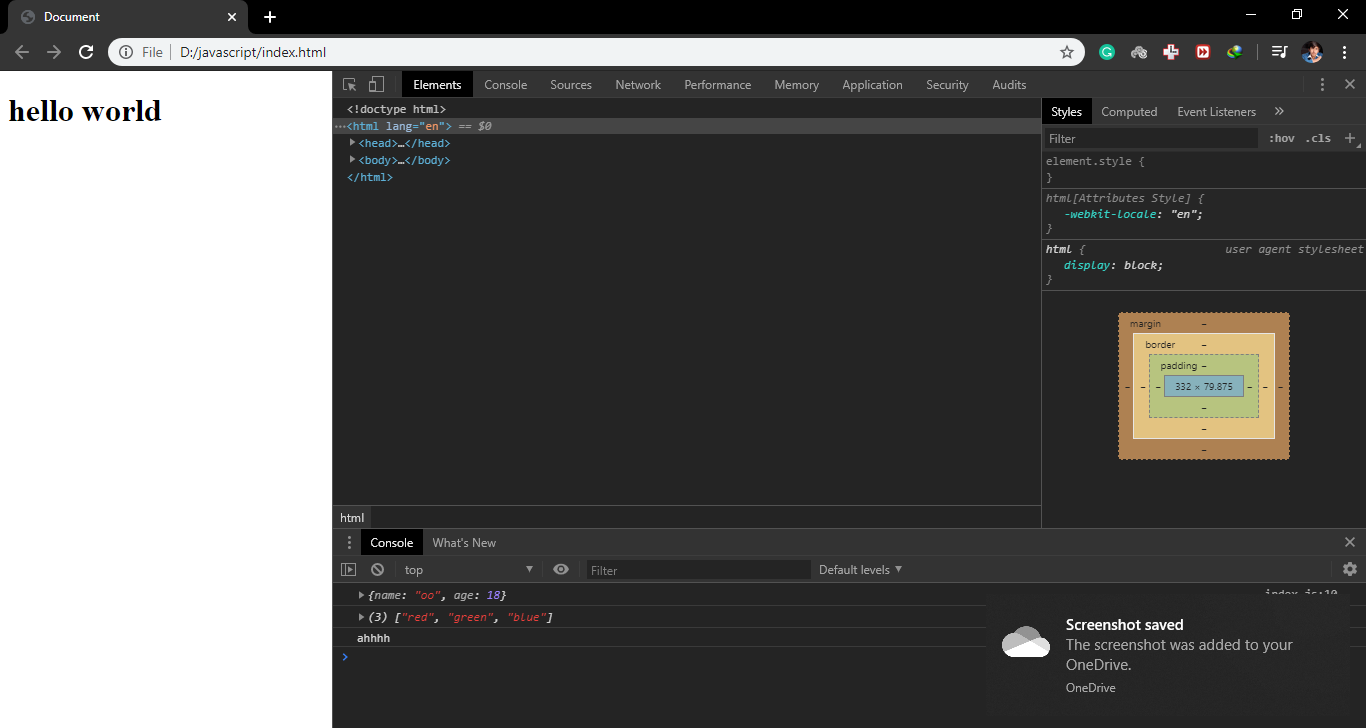 Document
File D:/javascript/index.html
hello world
Elements Console Sources Network Performance Memory Application Security Audits
<!doctype html>
…<html lang="en"> == $0
<head>…</head>
<body>…</body>
</html>
html
Styles Computed Event Listeners »
Filter :hov .cls +
element.style {
}
html[Attributes Style] {
-webkit-locale: "en";
}
html { user agent stylesheet
display: block;
}
margin –
border –
padding –
– – – 332 × 79.875 – – –
–
–
–
Console What's New
top Filter Default levels
{name: "oo", age: 18} index.js:10
(3) ["red", "green", "blue"]
ahhhh
>
Screenshot saved
The screenshot was added to your
OneDrive.
OneDrive